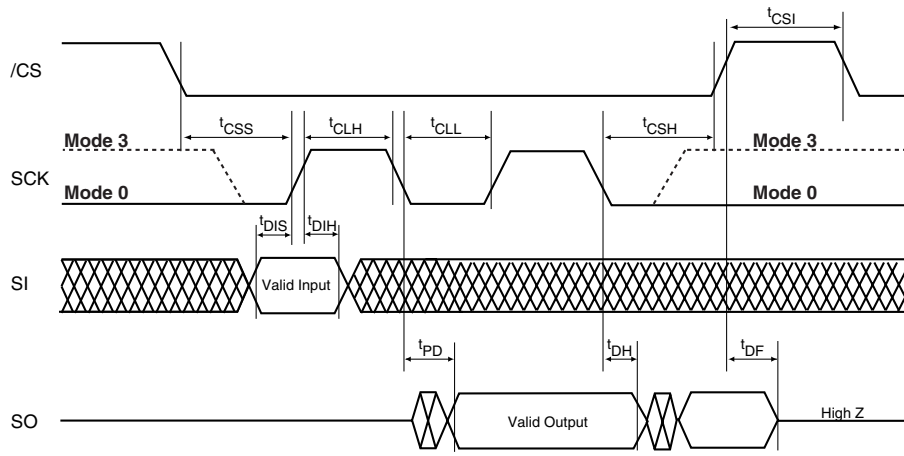 tCSI
/CS
tCSS tCLH tCLL tCSH
Mode 3 Mode 3
SCK
Mode 0 Mode 0
tDIS tDIH
SI Valid Input
tPD tDH tDF
SO Valid Output High Z